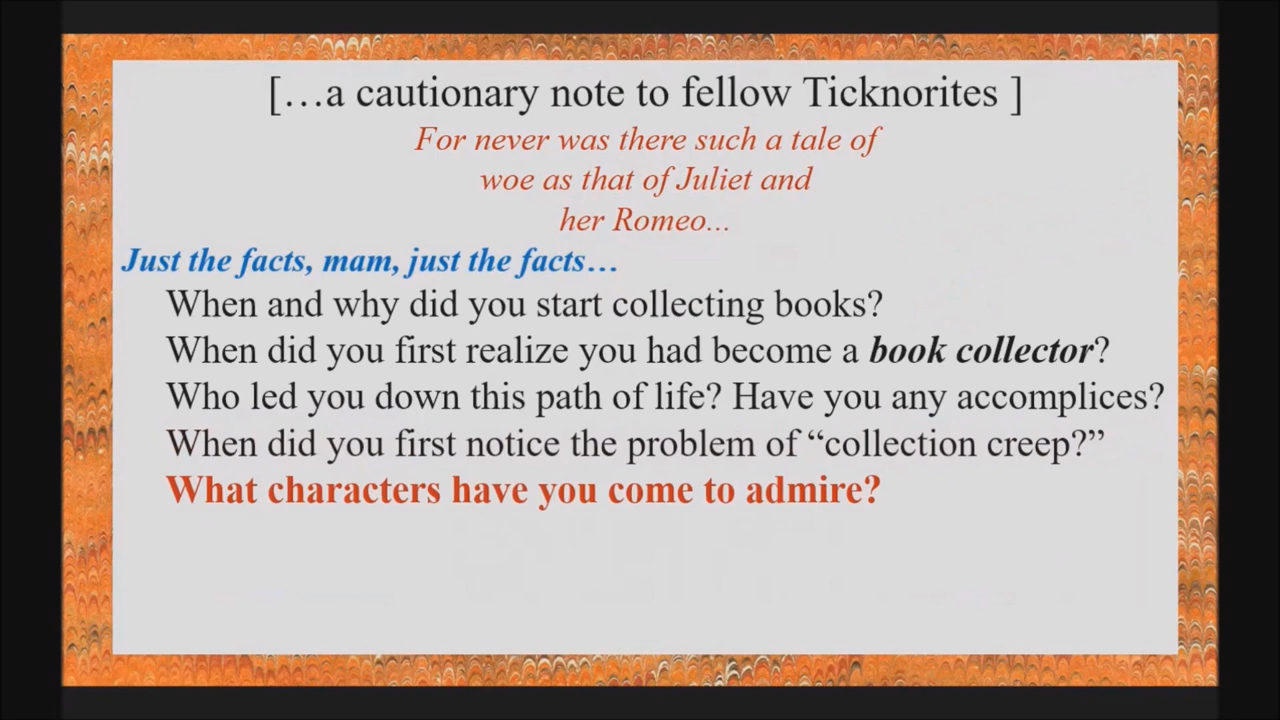 […a cautionary note to fellow Ticknorites ]
For never was there such a tale of
woe as that of Juliet and
her Romeo...
Just the facts, mam, just the facts…
When and why did you start collecting books?
When did you first realize you had become a book collector?
Who led you down this path of life? Have you any accomplices?
When did you first notice the problem of “collection creep?”
What characters have you come to admire?